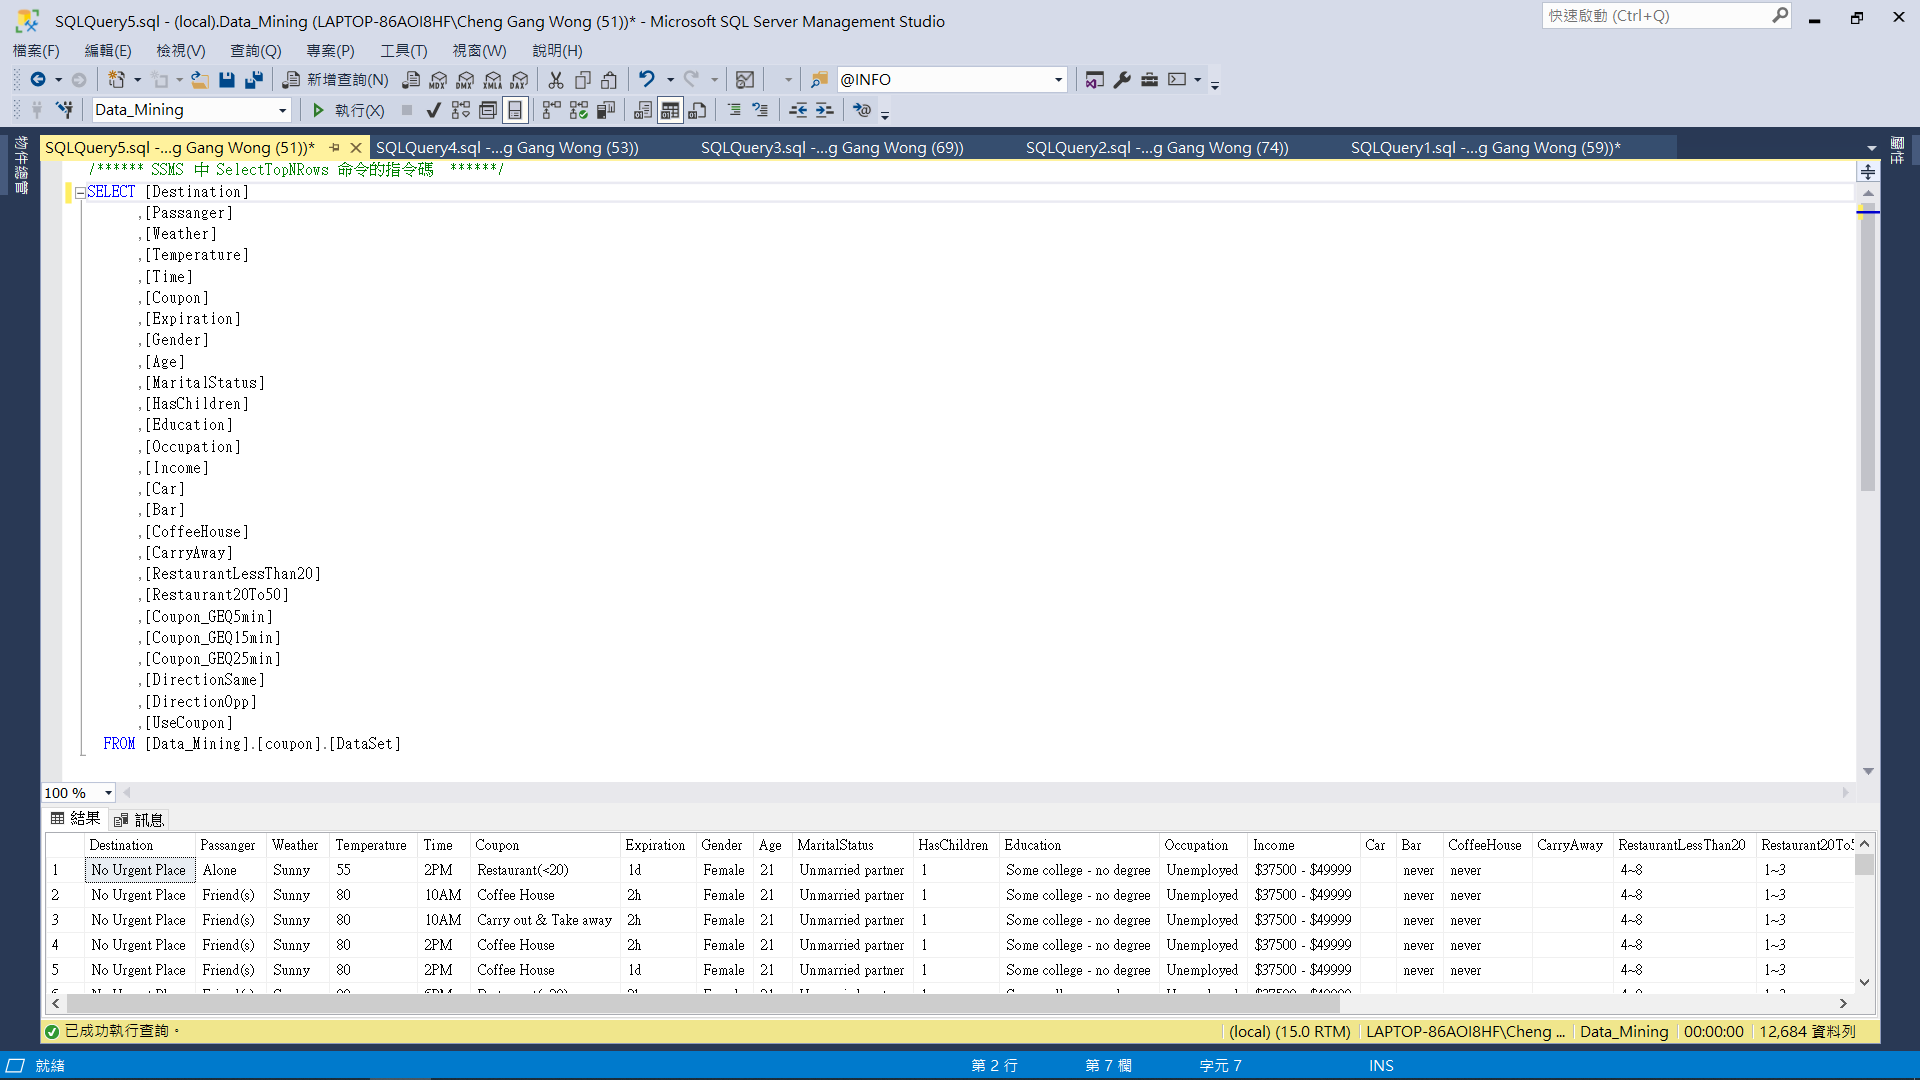 SQLQuery5.sql - (local).Data_Mining (LAPTOP-86AOI8HF\Cheng Gang Wong (51))* - Microsoft SQL Server Management Studio
快速啟動 (Ctrl+Q)
檔案(F) 編輯(E) 檢視(V) 查詢(Q) 專案(P) 工具(T) 視窗(W) 說明(H)
新增查詢(N) MDX DMX XMLA DAX @INFO
Data_Mining 執行(X)
物件總管
屬性
SQLQuery5.sql -...g Gang Wong (51))* SQLQuery4.sql -...g Gang Wong (53)) SQLQuery3.sql -...g Gang Wong (69)) SQLQuery2.sql -...g Gang Wong (74)) SQLQuery1.sql -...g Gang Wong (59))*
/****** SSMS 中 SelectTopNRows 命令的指令碼 ******/
SELECT [Destination]
,[Passanger]
,[Weather]
,[Temperature]
,[Time]
,[Coupon]
,[Expiration]
,[Gender]
,[Age]
,[MaritalStatus]
,[HasChildren]
,[Education]
,[Occupation]
,[Income]
,[Car]
,[Bar]
,[CoffeeHouse]
,[CarryAway]
,[RestaurantLessThan20]
,[Restaurant20To50]
,[Coupon_GEQ5min]
,[Coupon_GEQ15min]
,[Coupon_GEQ25min]
,[DirectionSame]
,[DirectionOpp]
,[UseCoupon]
FROM [Data_Mining].[coupon].[DataSet]
100 %
結果 訊息
Destination Passanger Weather Temperature Time Coupon Expiration Gender Age MaritalStatus HasChildren Education Occupation Income Car Bar CoffeeHouse CarryAway RestaurantLessThan20 Restaurant20To5
1 No Urgent Place Alone Sunny 55 2PM Restaurant(<20) 1d Female 21 Unmarried partner 1 Some college - no degree Unemployed $37500 - $49999 never never 4~8 1~3
2 No Urgent Place Friend(s) Sunny 80 10AM Coffee House 2h Female 21 Unmarried partner 1 Some college - no degree Unemployed $37500 - $49999 never never 4~8 1~3
3 No Urgent Place Friend(s) Sunny 80 10AM Carry out & Take away 2h Female 21 Unmarried partner 1 Some college - no degree Unemployed $37500 - $49999 never never 4~8 1~3
4 No Urgent Place Friend(s) Sunny 80 2PM Coffee House 2h Female 21 Unmarried partner 1 Some college - no degree Unemployed $37500 - $49999 never never 4~8 1~3
5 No Urgent Place Friend(s) Sunny 80 2PM Coffee House 1d Female 21 Unmarried partner 1 Some college - no degree Unemployed $37500 - $49999 never never 4~8 1~3
已成功執行查詢。 (local) (15.0 RTM) LAPTOP-86AOI8HF\Cheng ... Data_Mining 00:00:00 12,684 資料列
就緒 第 2 行 第 7 欄 字元 7 INS